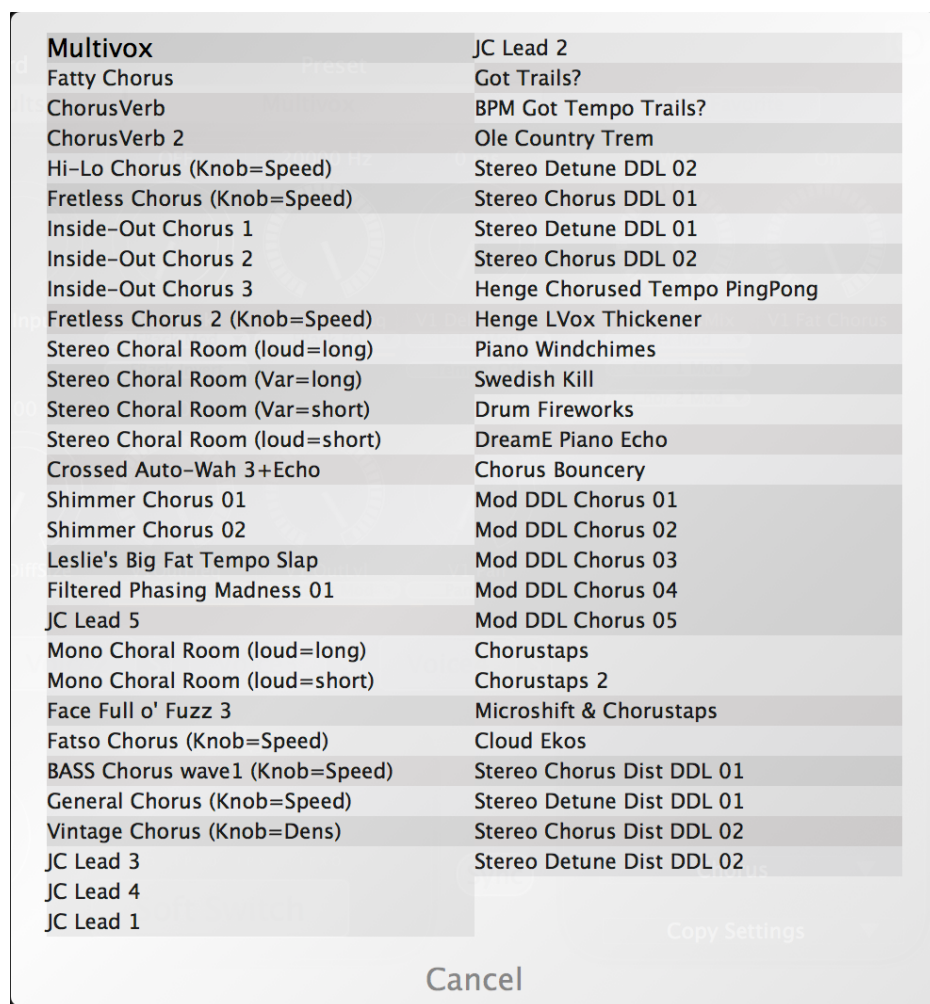 Multivox
Fatty Chorus
ChorusVerb
ChorusVerb 2
Hi-Lo Chorus (Knob=Speed)
Fretless Chorus (Knob=Speed)
Inside-Out Chorus 1
Inside-Out Chorus 2
Inside-Out Chorus 3
Fretless Chorus 2 (Knob=Speed)
Stereo Choral Room (loud=long)
Stereo Choral Room (Var=long)
Stereo Choral Room (Var=short)
Stereo Choral Room (loud=short)
Crossed Auto-Wah 3+Echo
Shimmer Chorus 01
Shimmer Chorus 02
Leslie's Big Fat Tempo Slap
Filtered Phasing Madness 01
JC Lead 5
Mono Choral Room (loud=long)
Mono Choral Room (loud=short)
Face Full o' Fuzz 3
Fatso Chorus (Knob=Speed)
BASS Chorus wave1 (Knob=Speed)
General Chorus (Knob=Speed)
Vintage Chorus (Knob=Dens)
JC Lead 3
JC Lead 4
JC Lead 1
JC Lead 2
Got Trails?
BPM Got Tempo Trails?
Ole Country Trem
Stereo Detune DDL 02
Stereo Chorus DDL 01
Stereo Detune DDL 01
Stereo Chorus DDL 02
Henge Chorused Tempo PingPong
Henge LVox Thickener
Piano Windchimes
Swedish Kill
Drum Fireworks
DreamE Piano Echo
Chorus Bouncery
Mod DDL Chorus 01
Mod DDL Chorus 02
Mod DDL Chorus 03
Mod DDL Chorus 04
Mod DDL Chorus 05
Chorustaps
Chorustaps 2
Microshift & Chorustaps
Cloud Ekos
Stereo Chorus Dist DDL 01
Stereo Detune Dist DDL 01
Stereo Chorus Dist DDL 02
Stereo Detune Dist DDL 02
Chorus
Copy Settings
Cancel